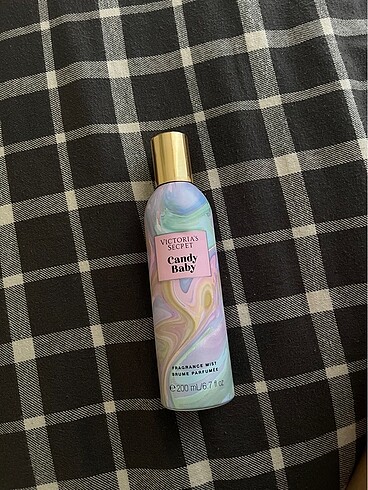 VICTORIA'S
SECRET
Candy
Baby
FRAGRANCE MIST
BRUME PARFUMÉE
℮ 200 mL/6.7 fl oz